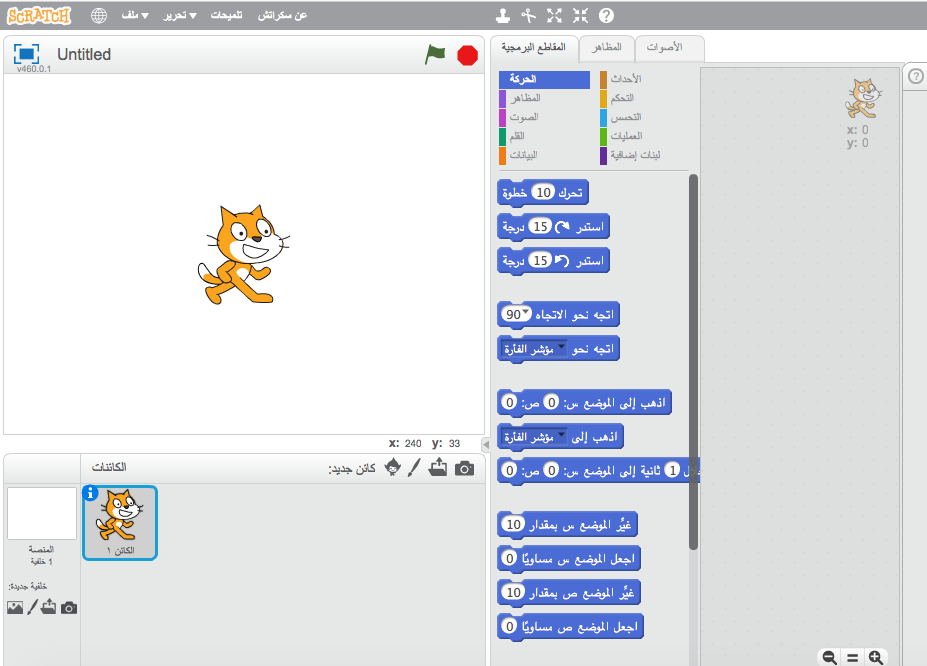 SCRATCH
ملف ▼
تحرير ▼
تلميحات
عن سكراتش
Untitled
v460.0.1
المقاطع البرمجية
المظاهر
الأصوات
الحركة
الأحداث
المظاهر
التحكم
الصوت
التحسس
القلم
العمليات
البيانات
لبنات إضافية
x: 0
y: 0
تحرك 10 خطوة
استدر 15 درجة
استدر 15 درجة
اتجه نحو الاتجاه 90▼
اتجه نحو مؤشر الفأرة
اذهب إلى الموضع س: 0 ص: 0
اذهب إلى مؤشر الفأرة
1 ثانية إلى الموضع س: 0 ص: 0
غيِّر الموضع س بمقدار 10
اجعل الموضع س مساويًا 0
غيِّر الموضع ص بمقدار 10
اجعل الموضع ص مساويًا 0
x: 240 y: 33
الكائنات
كائن جديد:
الكائن ١
المنصة
1 خلفية
خلفية جديدة: